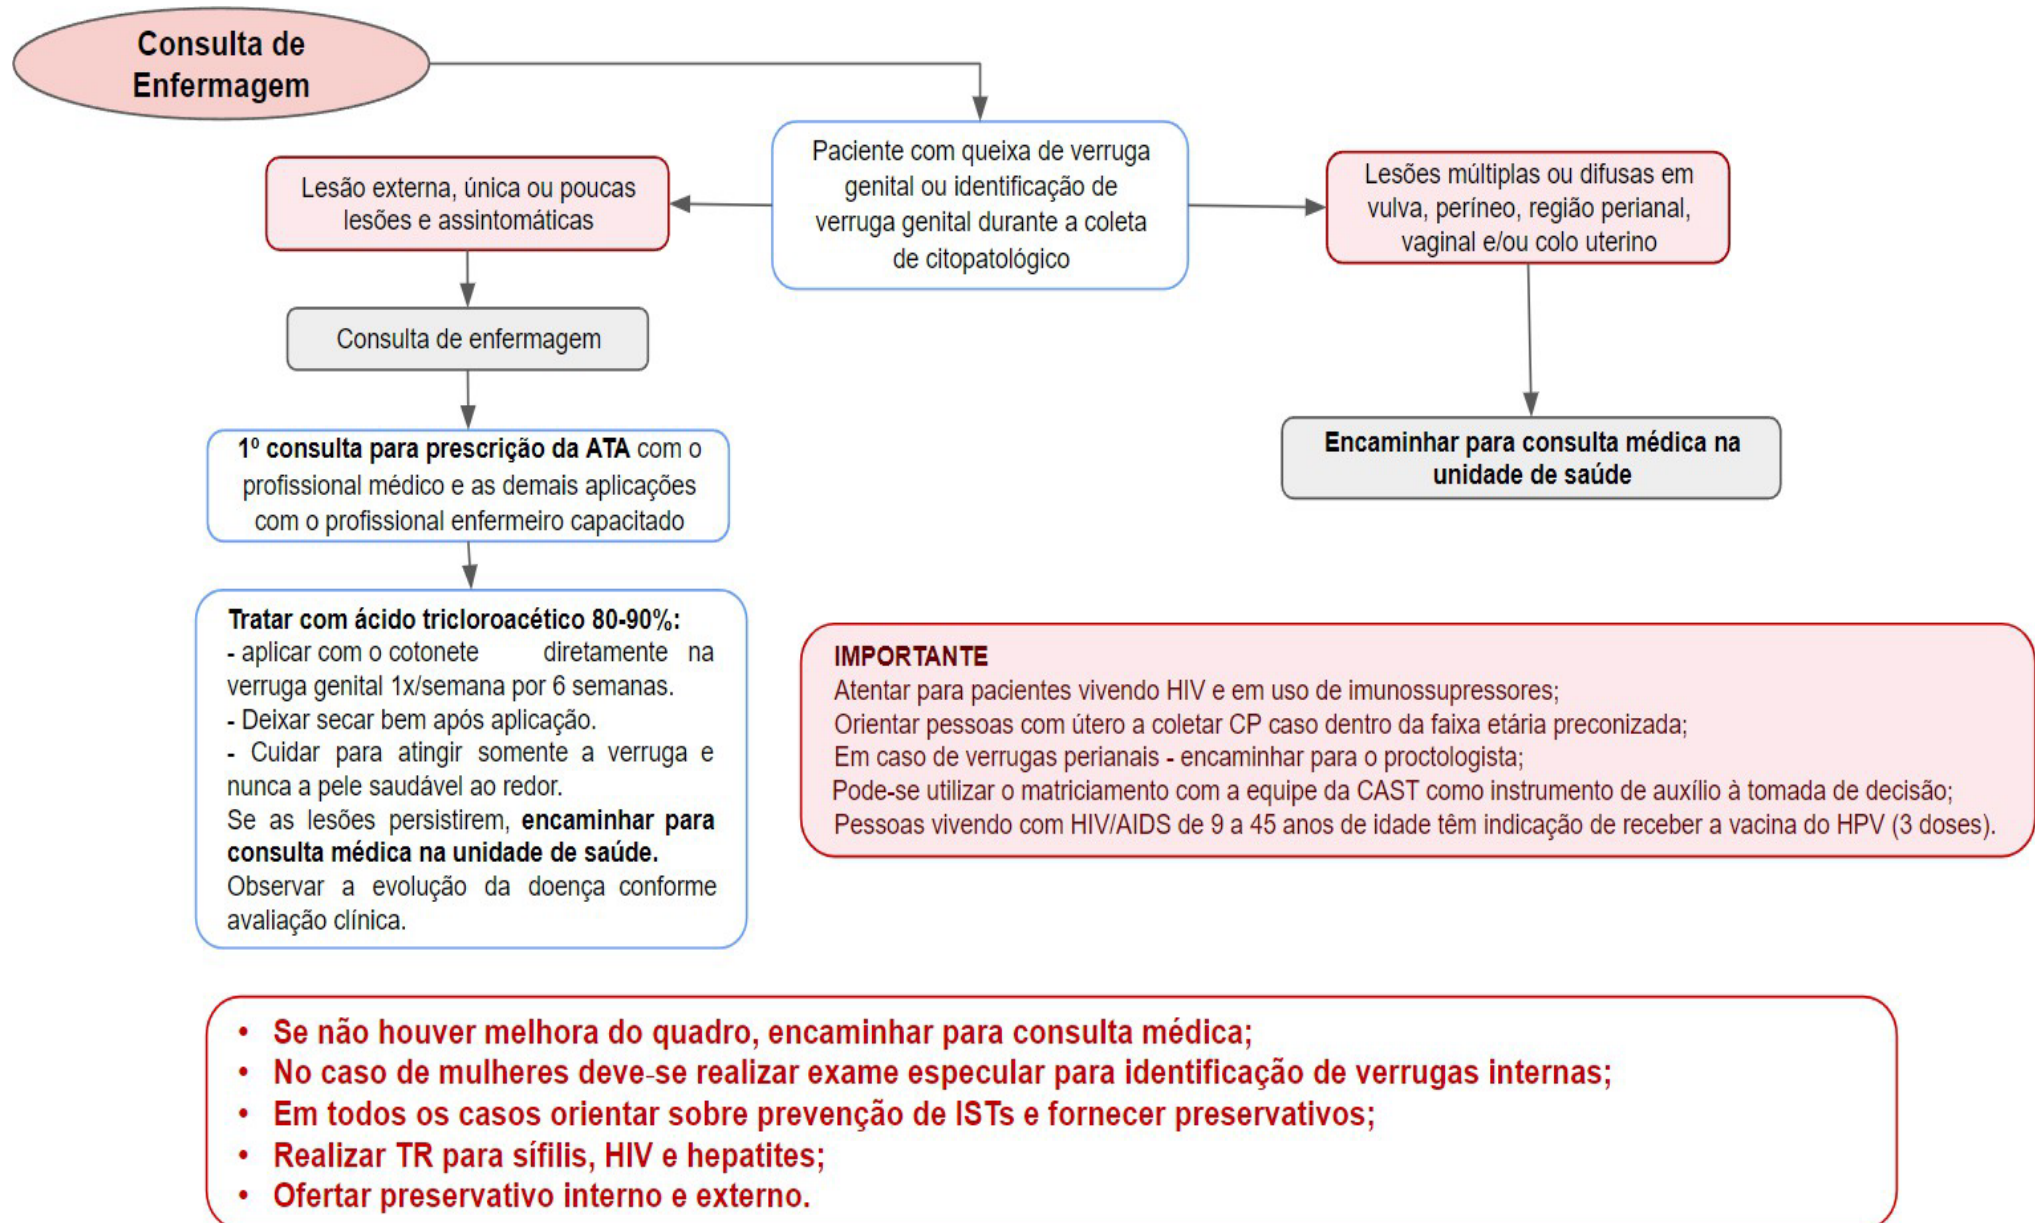 Consulta de
Enfermagem
Paciente com queixa de verruga
genital ou identificação de
verruga genital durante a coleta
de citopatológico
Lesão externa, única ou poucas
lesões e assintomáticas
Lesões múltiplas ou difusas em
vulva, períneo, região perianal,
vaginal e/ou colo uterino
Consulta de enfermagem
1º consulta para prescrição da ATA com o
profissional médico e as demais aplicações
com o profissional enfermeiro capacitado
Encaminhar para consulta médica na
unidade de saúde
Tratar com ácido tricloroacético 80-90%:
- aplicar com o cotonete diretamente na
verruga genital 1x/semana por 6 semanas.
- Deixar secar bem após aplicação.
- Cuidar para atingir somente a verruga e
nunca a pele saudável ao redor.
Se as lesões persistirem, encaminhar para
consulta médica na unidade de saúde.
Observar a evolução da doença conforme
avaliação clínica.
IMPORTANTE
Atentar para pacientes vivendo HIV e em uso de imunossupressores;
Orientar pessoas com útero a coletar CP caso dentro da faixa etária preconizada;
Em caso de verrugas perianais - encaminhar para o proctologista;
Pode-se utilizar o matriciamento com a equipe da CAST como instrumento de auxílio à tomada de decisão;
Pessoas vivendo com HIV/AIDS de 9 a 45 anos de idade têm indicação de receber a vacina do HPV (3 doses).
• Se não houver melhora do quadro, encaminhar para consulta médica;
• No caso de mulheres deve-se realizar exame especular para identificação de verrugas internas;
• Em todos os casos orientar sobre prevenção de ISTs e fornecer preservativos;
• Realizar TR para sífilis, HIV e hepatites;
• Ofertar preservativo interno e externo.